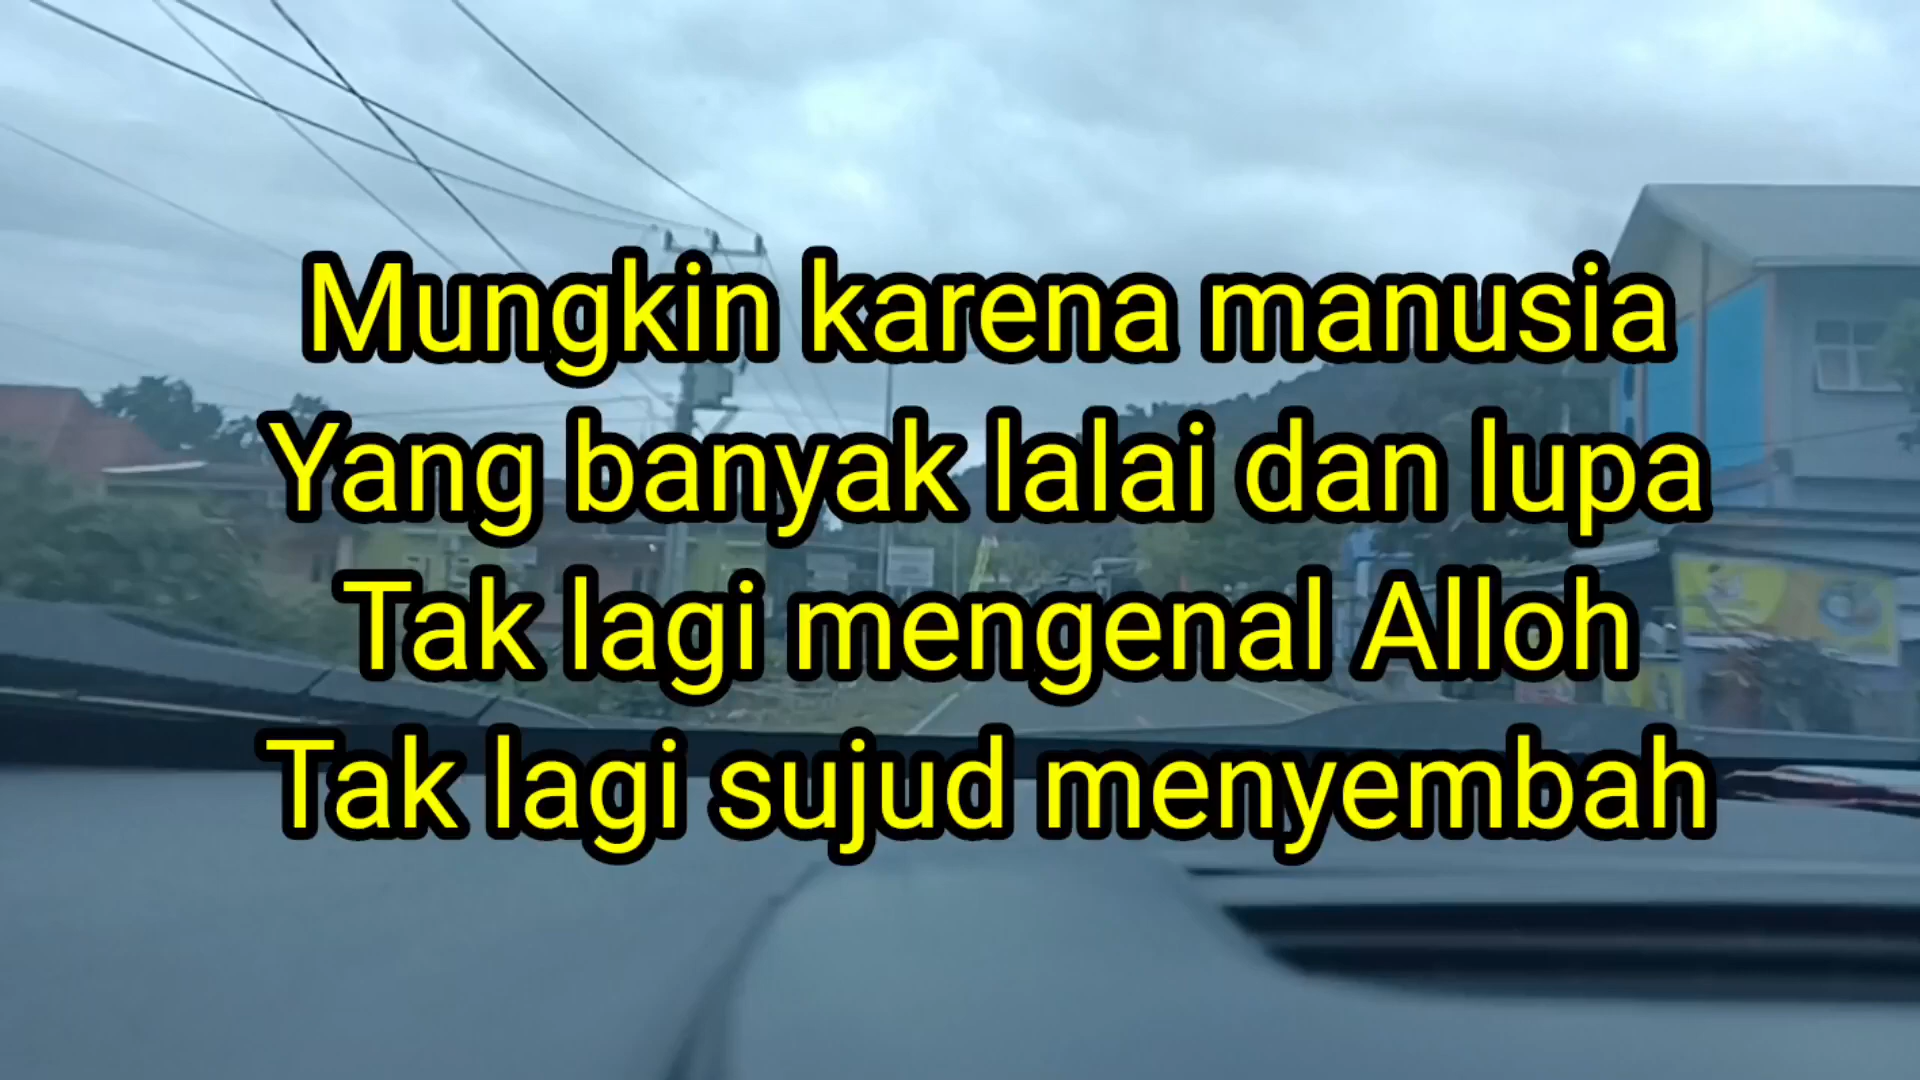 Mungkin karena manusia
Yang banyak lalai dan lupa
Tak lagi mengenal Alloh
Tak lagi sujud menyembah